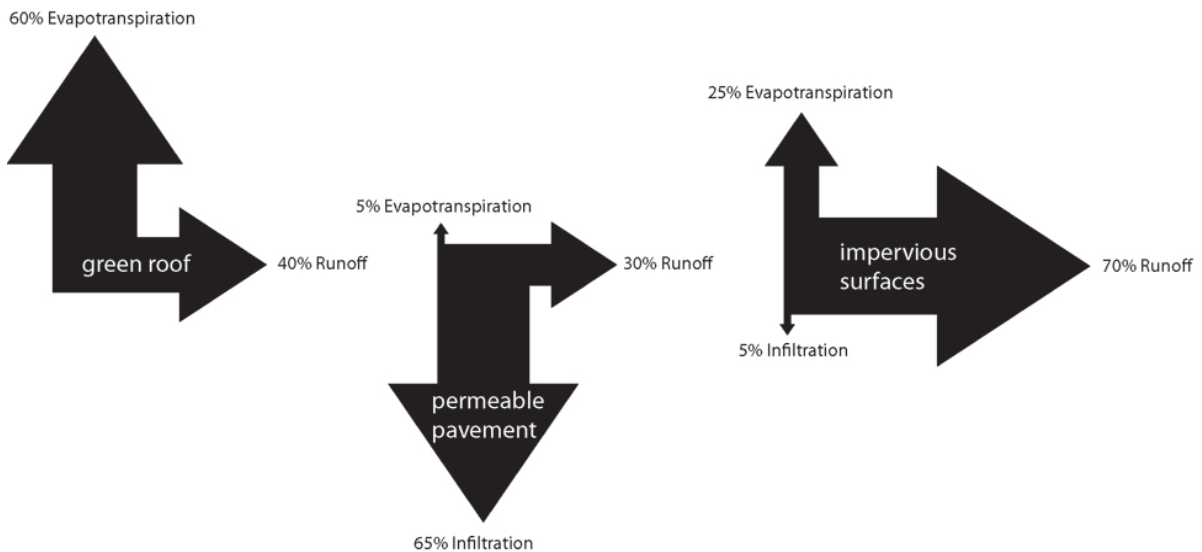 60% Evapotranspiration
green roof
40% Runoff
5% Evapotranspiration
30% Runoff
permeable
pavement
65% Infiltration
25% Evapotranspiration
impervious
surfaces
70% Runoff
5% Infiltration